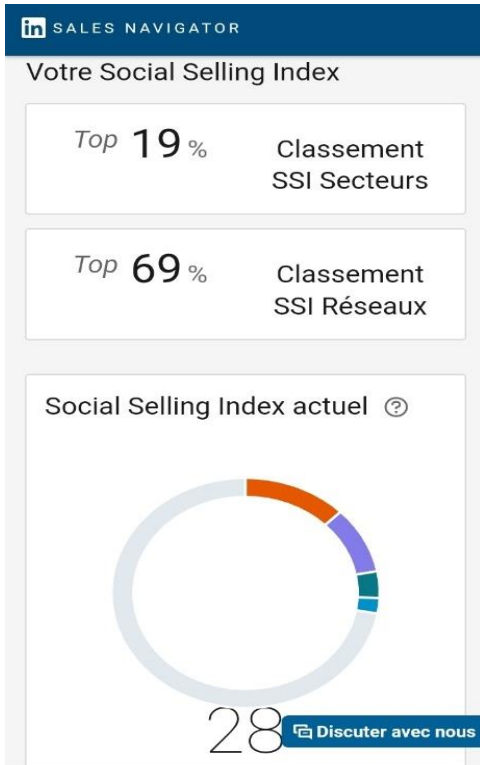 in SALES NAVIGATOR
Votre Social Selling Index
Top 19 %
Classement
SSI Secteurs
Top 69 %
Classement
SSI Réseaux
Social Selling Index actuel ?
28
Discuter avec nous